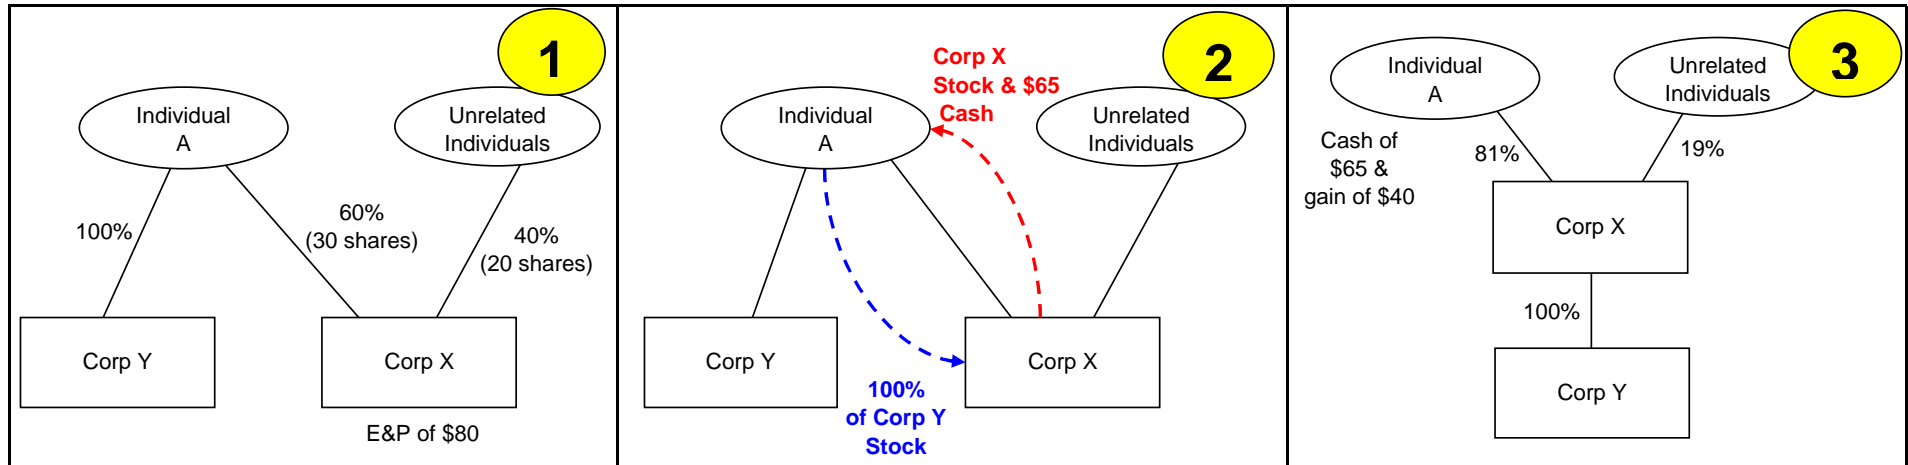 1
Individual
A
Unrelated
Individuals
100%
60%
(30 shares)
40%
(20 shares)
Corp Y
Corp X
E&P of $80
2
Corp X
Stock & $65
Cash
Individual
A
Unrelated
Individuals
Corp Y
Corp X
100%
of Corp Y
Stock
3
Individual
A
Unrelated
Individuals
Cash of
$65 &
gain of $40
81%
19%
Corp X
100%
Corp Y